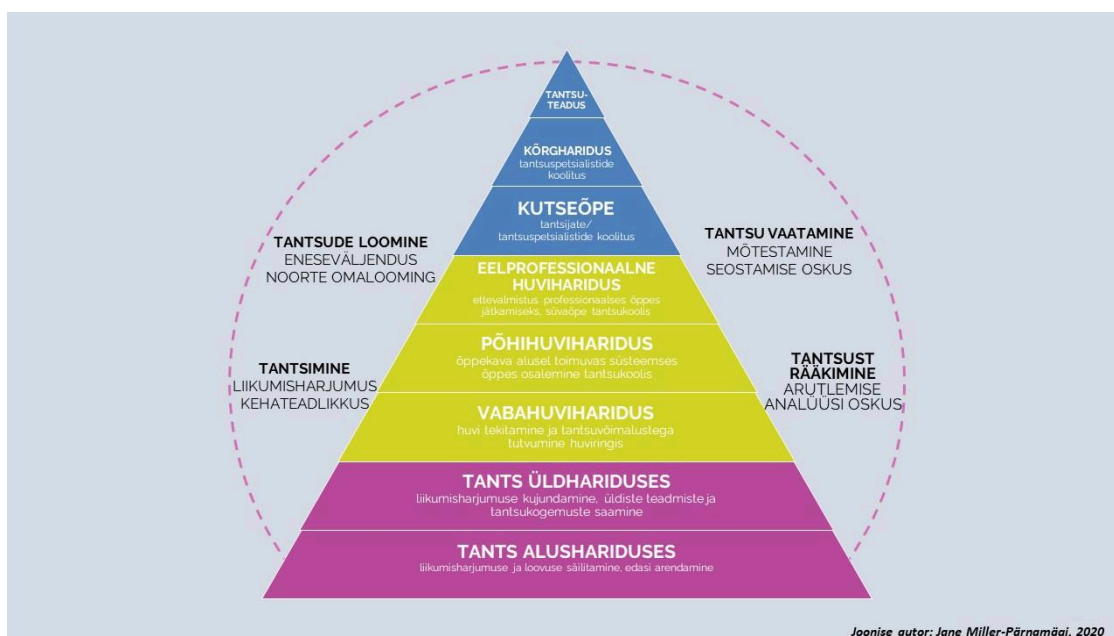 TANTSU-
TEADUS
KÕRGHARIDUS
tantsuspetsialistide
koolitus
KUTSEÕPE
tantsijate/
tantsuspetsialistide koolitus
EELPROFESSIONAALNE
HUVIHARIDUS
ettevalmistus professionaalses õppes
jätkamiseks, süvaõpe tantsukoolis
PÕHIHUVIHARIDUS
õppekava alusel toimuvas süsteemses
õppes osalemine tantsukoolis
VABAHUVIHARIDUS
huvi tekitamine ja tantsuvõimalustega
tutvumine huviringis
TANTS ÜLDHARIDUSES
liikumisharjumuse kujundamine, üldiste teadmiste ja
tantsukogemuste saamine
TANTS ALUSHARIDUSES
liikumisharjumuse ja loovuse säilitamine, edasi arendamine
TANTSUDE LOOMINE
ENESEVÄLJENDUS
NOORTE OMALOOMING
TANTSIMINE
LIIKUMISHARJUMUS
KEHATEADLIKKUS
TANTSU VAATAMINE
MÕTESTAMINE
SEOSTAMISE OSKUS
TANTSUST
RÄÄKIMINE
ARUTLEMISE
ANALÜÜSI OSKUS
Joonise autor: Jane Miller-Pärnamägi, 2020